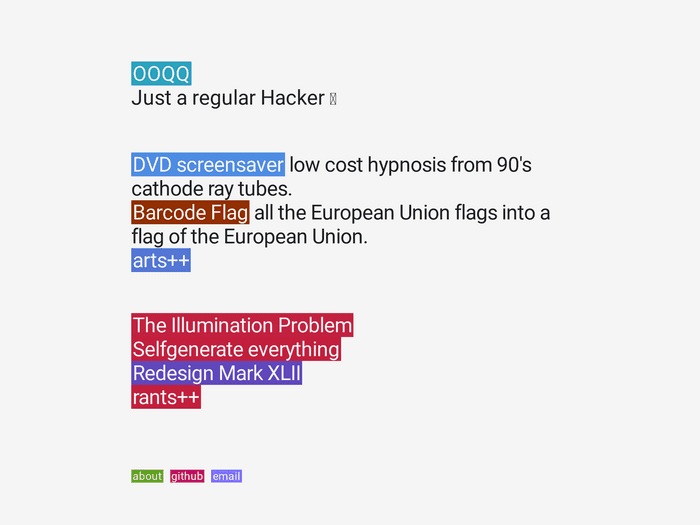 OOQQ
Just a regular Hacker
DVD screensaver low cost hypnosis from 90's
cathode ray tubes.
Barcode Flag all the European Union flags into a
flag of the European Union.
arts++
The Illumination Problem
Selfgenerate everything
Redesign Mark XLII
rants++
about github email